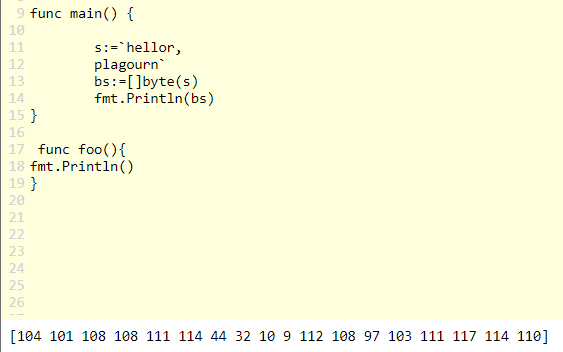 9 func main() {
10
11 s:=`hellor,
12 plagourn`
13 bs:=[]byte(s)
14 fmt.Println(bs)
15 }
16
17 func foo(){
18 fmt.Println()
19 }
20
21
22
23
24
25
26
[104 101 108 108 111 114 44 32 10 9 112 108 97 103 111 117 114 110]